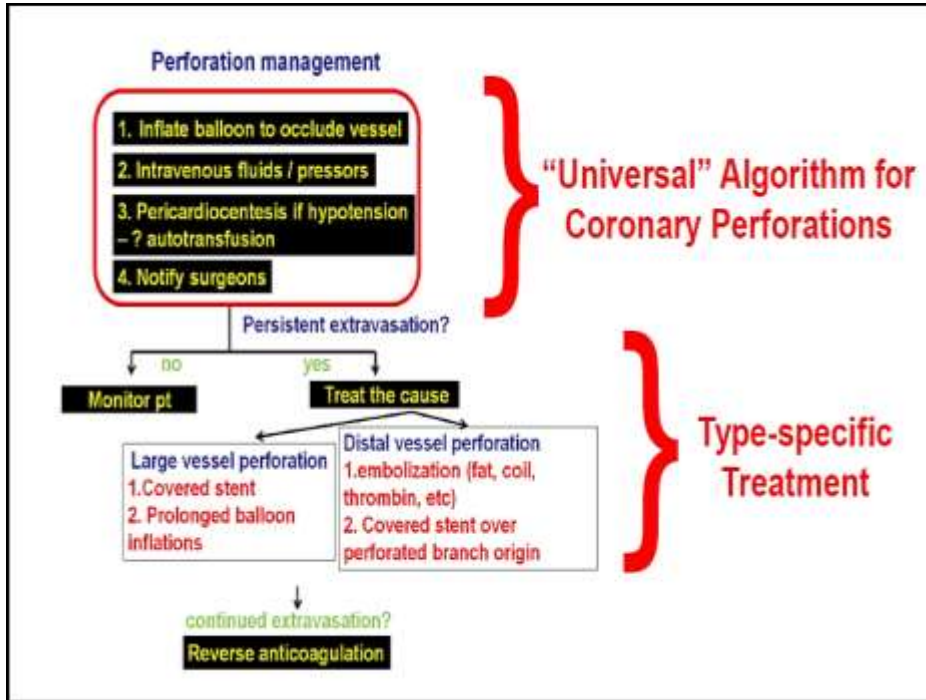 Perforation management
1. Inflate balloon to occlude vessel
2. Intravenous fluids / pressors
3. Pericardiocentesis if hypotension
– ? autotransfusion
4. Notify surgeons
“Universal” Algorithm for
Coronary Perforations
Persistent extravasation?
no
yes
Monitor pt
Treat the cause
Large vessel perforation
1.Covered stent
2. Prolonged balloon
inflations
Distal vessel perforation
1.embolization (fat, coil,
thrombin, etc)
2. Covered stent over
perforated branch origin
Type-specific
Treatment
continued extravasation?
Reverse anticoagulation